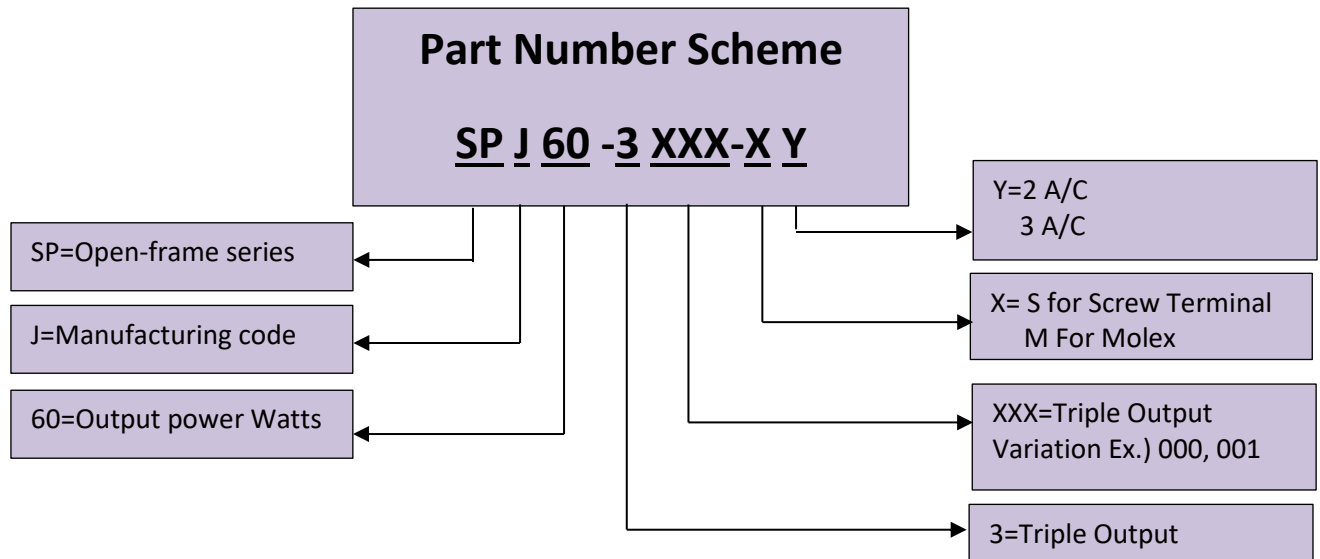 Part Number Scheme
SP J 60 -3 XXX-X Y
SP=Open-frame series
J=Manufacturing code
60=Output power Watts
Y=2 A/C
3 A/C
X= S for Screw Terminal
M For Molex
XXX=Triple Output
Variation Ex.) 000, 001
3=Triple Output